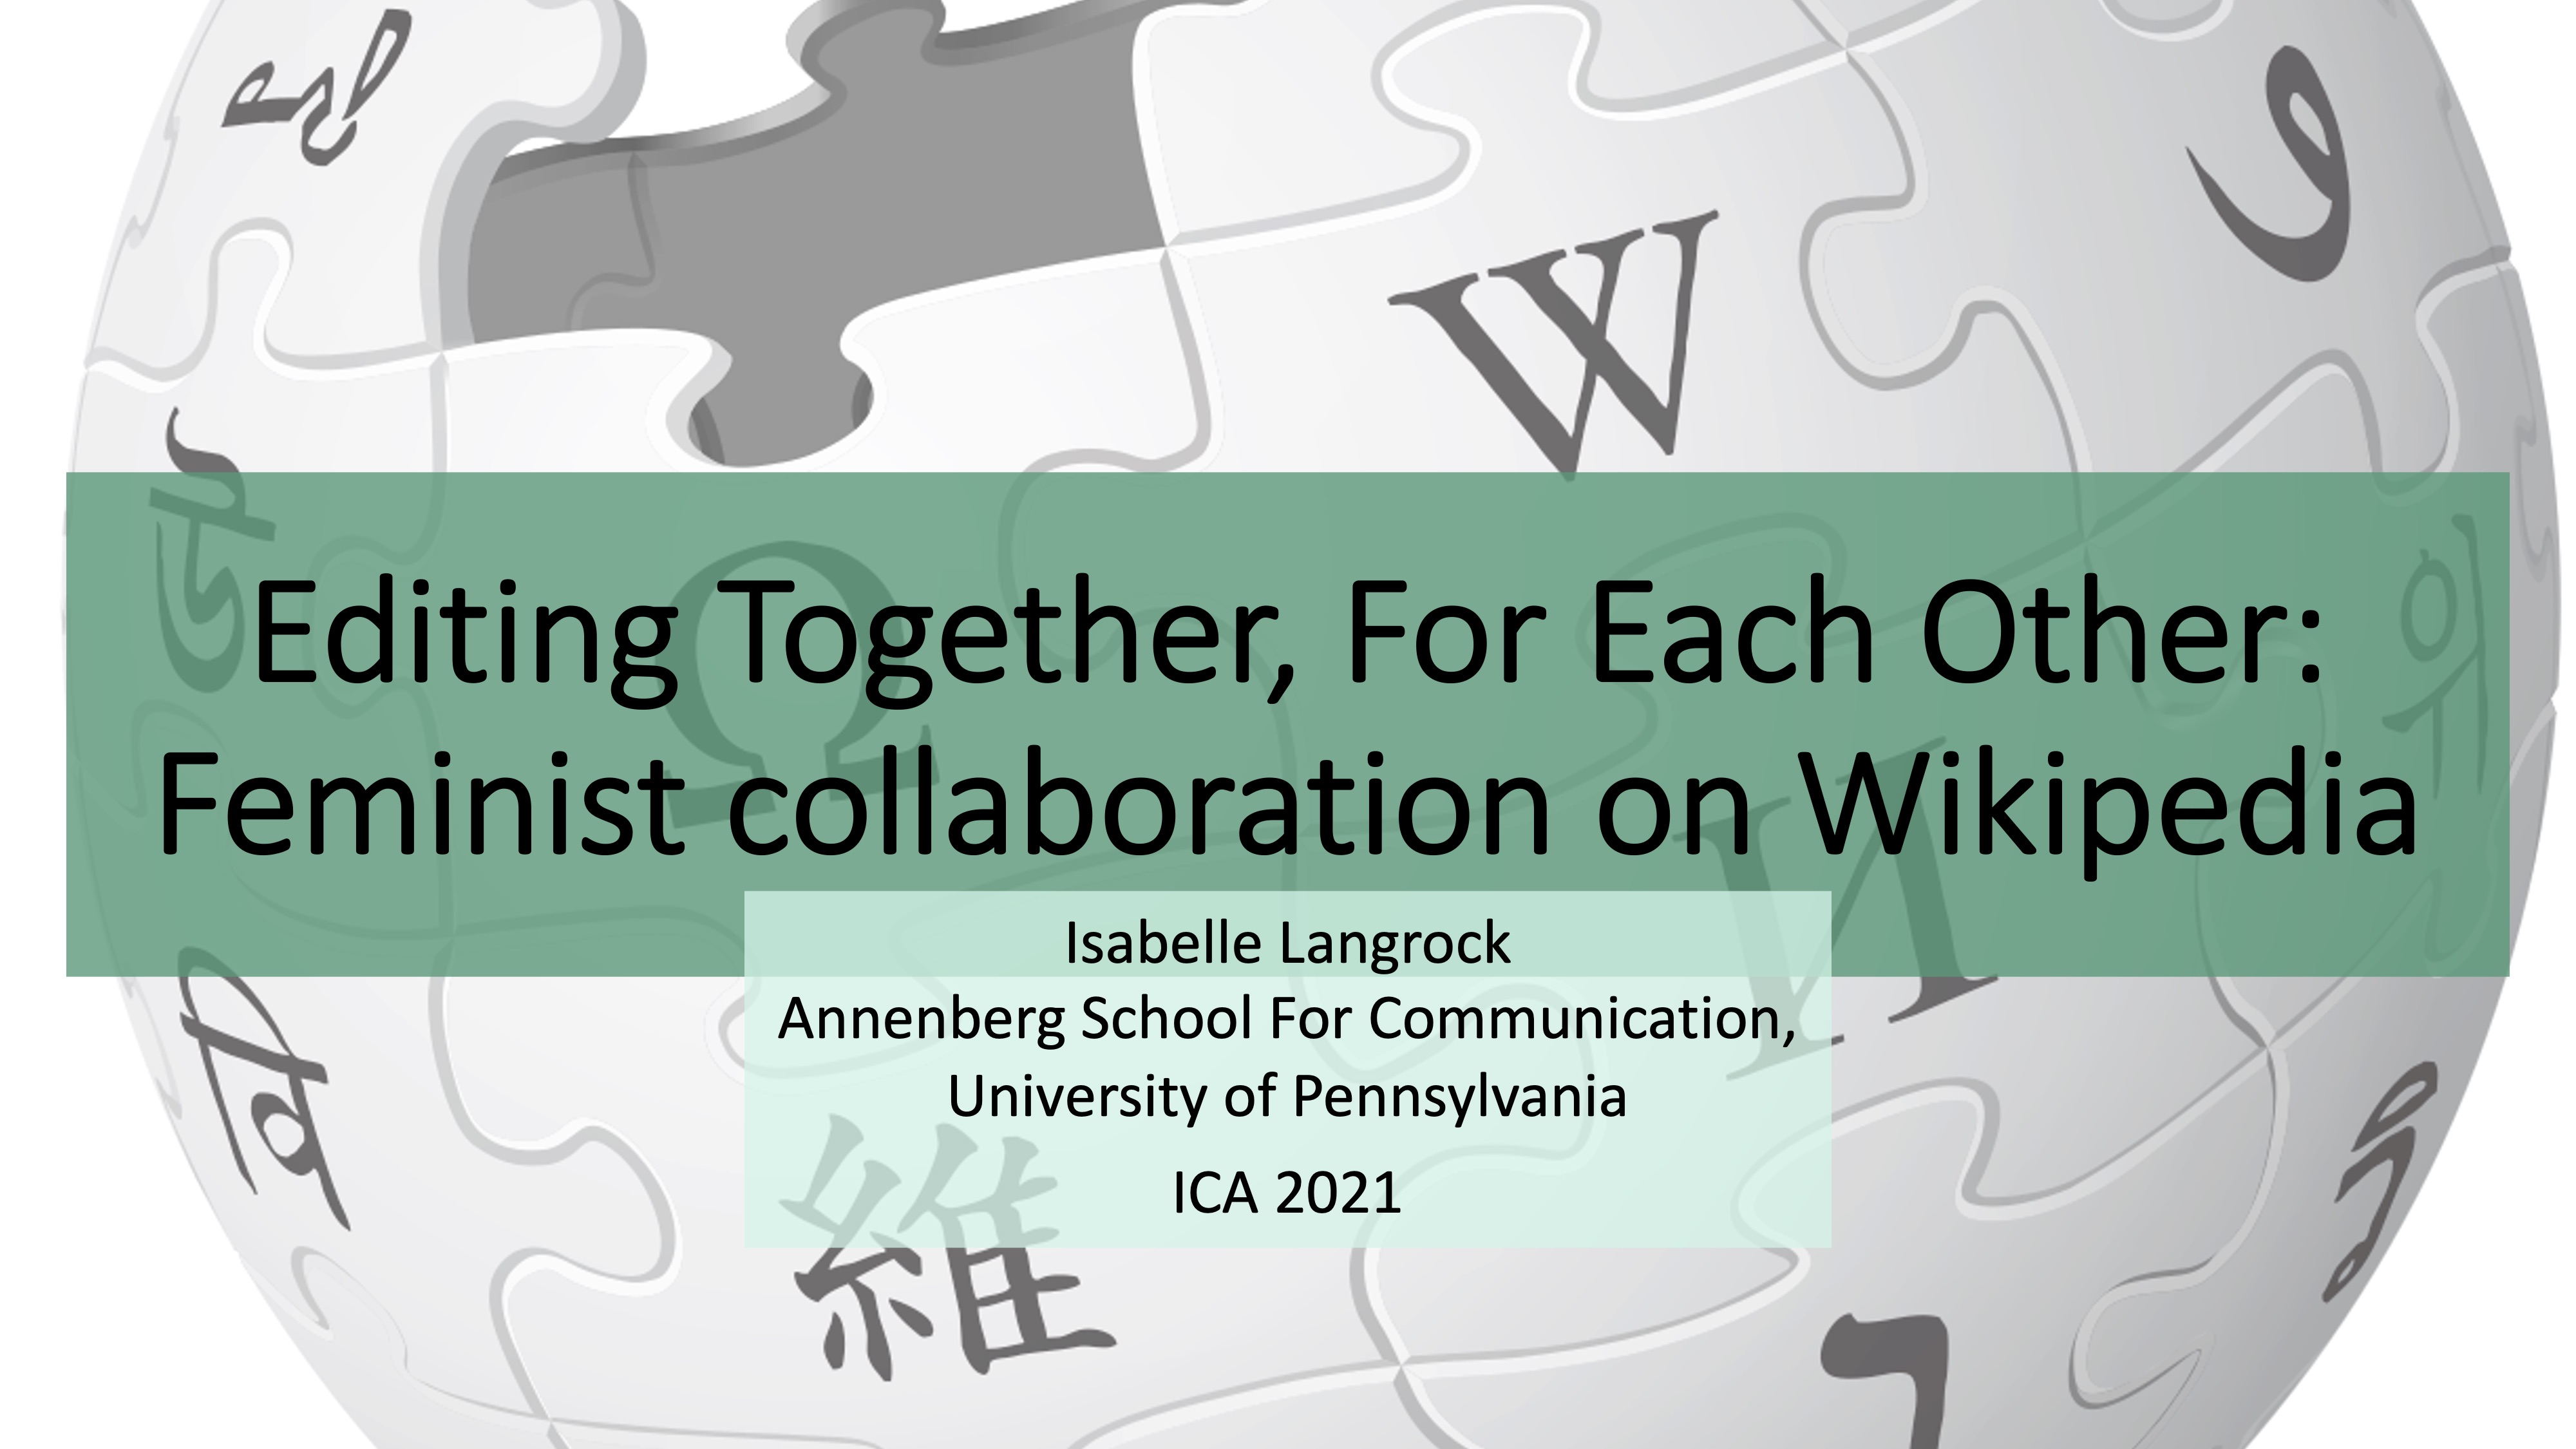 W
Editing Together, For Each Other:
Feminist collaboration on Wikipedia
Ω
И
Isabelle Langrock
Annenberg School For Communication,
University of Pennsylvania
ICA 2021
वि
維